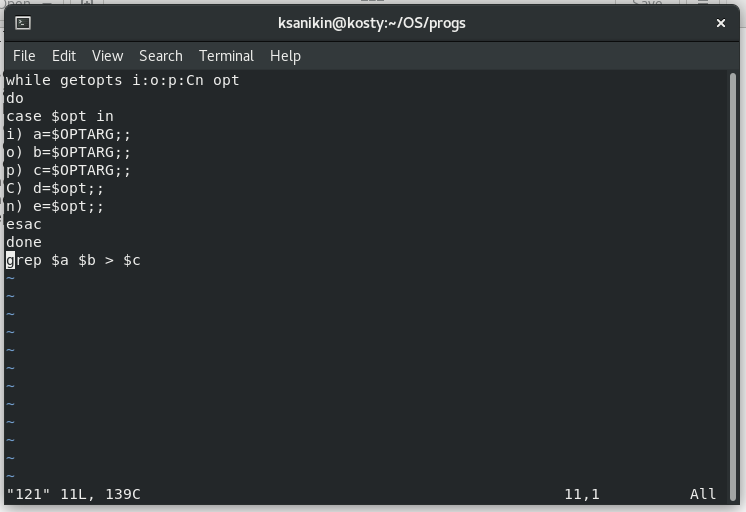 ksanikin@kosty:~/OS/progs
File Edit View Search Terminal Help
while getopts i:o:p:Cn opt
do
case $opt in
i) a=$OPTARG;;
o) b=$OPTARG;;
p) c=$OPTARG;;
C) d=$opt;;
n) e=$opt;;
esac
done
grep $a $b > $c
~
~
~
~
~
~
~
~
~
~
~
~
"121" 11L, 139C 11,1 All